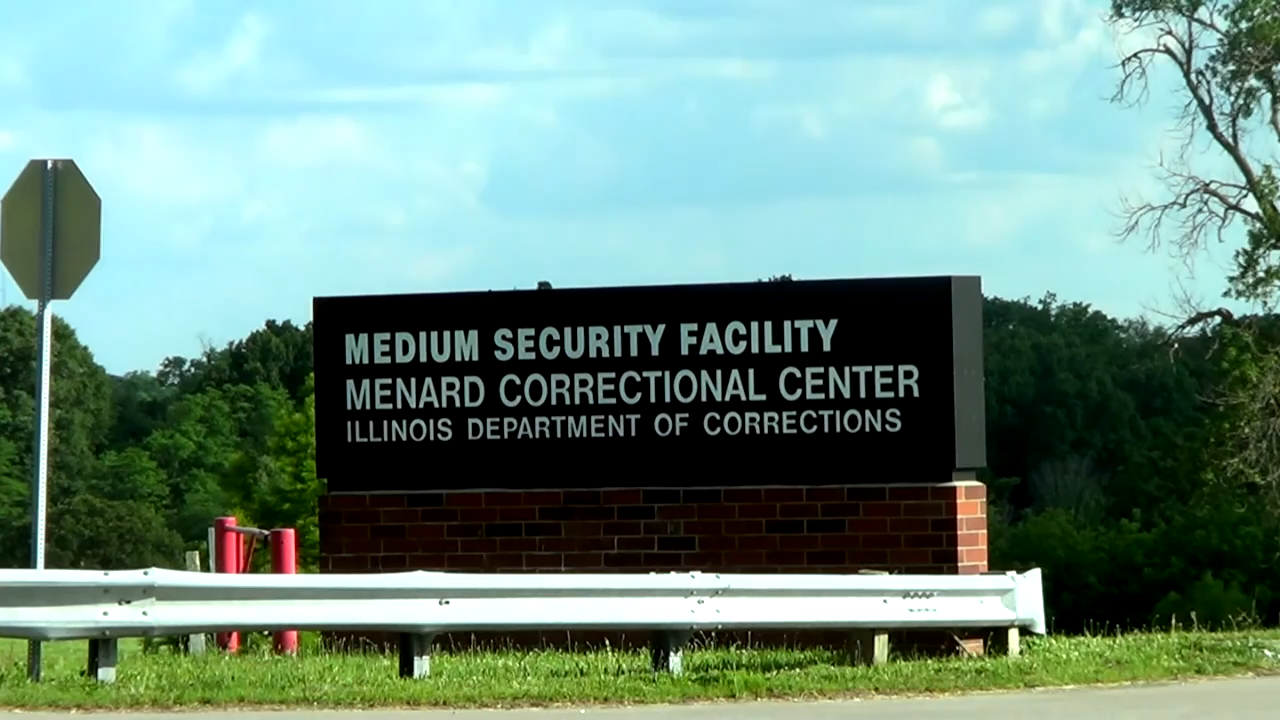 MEDIUM SECURITY FACILITY
MENARD CORRECTIONAL CENTER
ILLINOIS DEPARTMENT OF CORRECTIONS